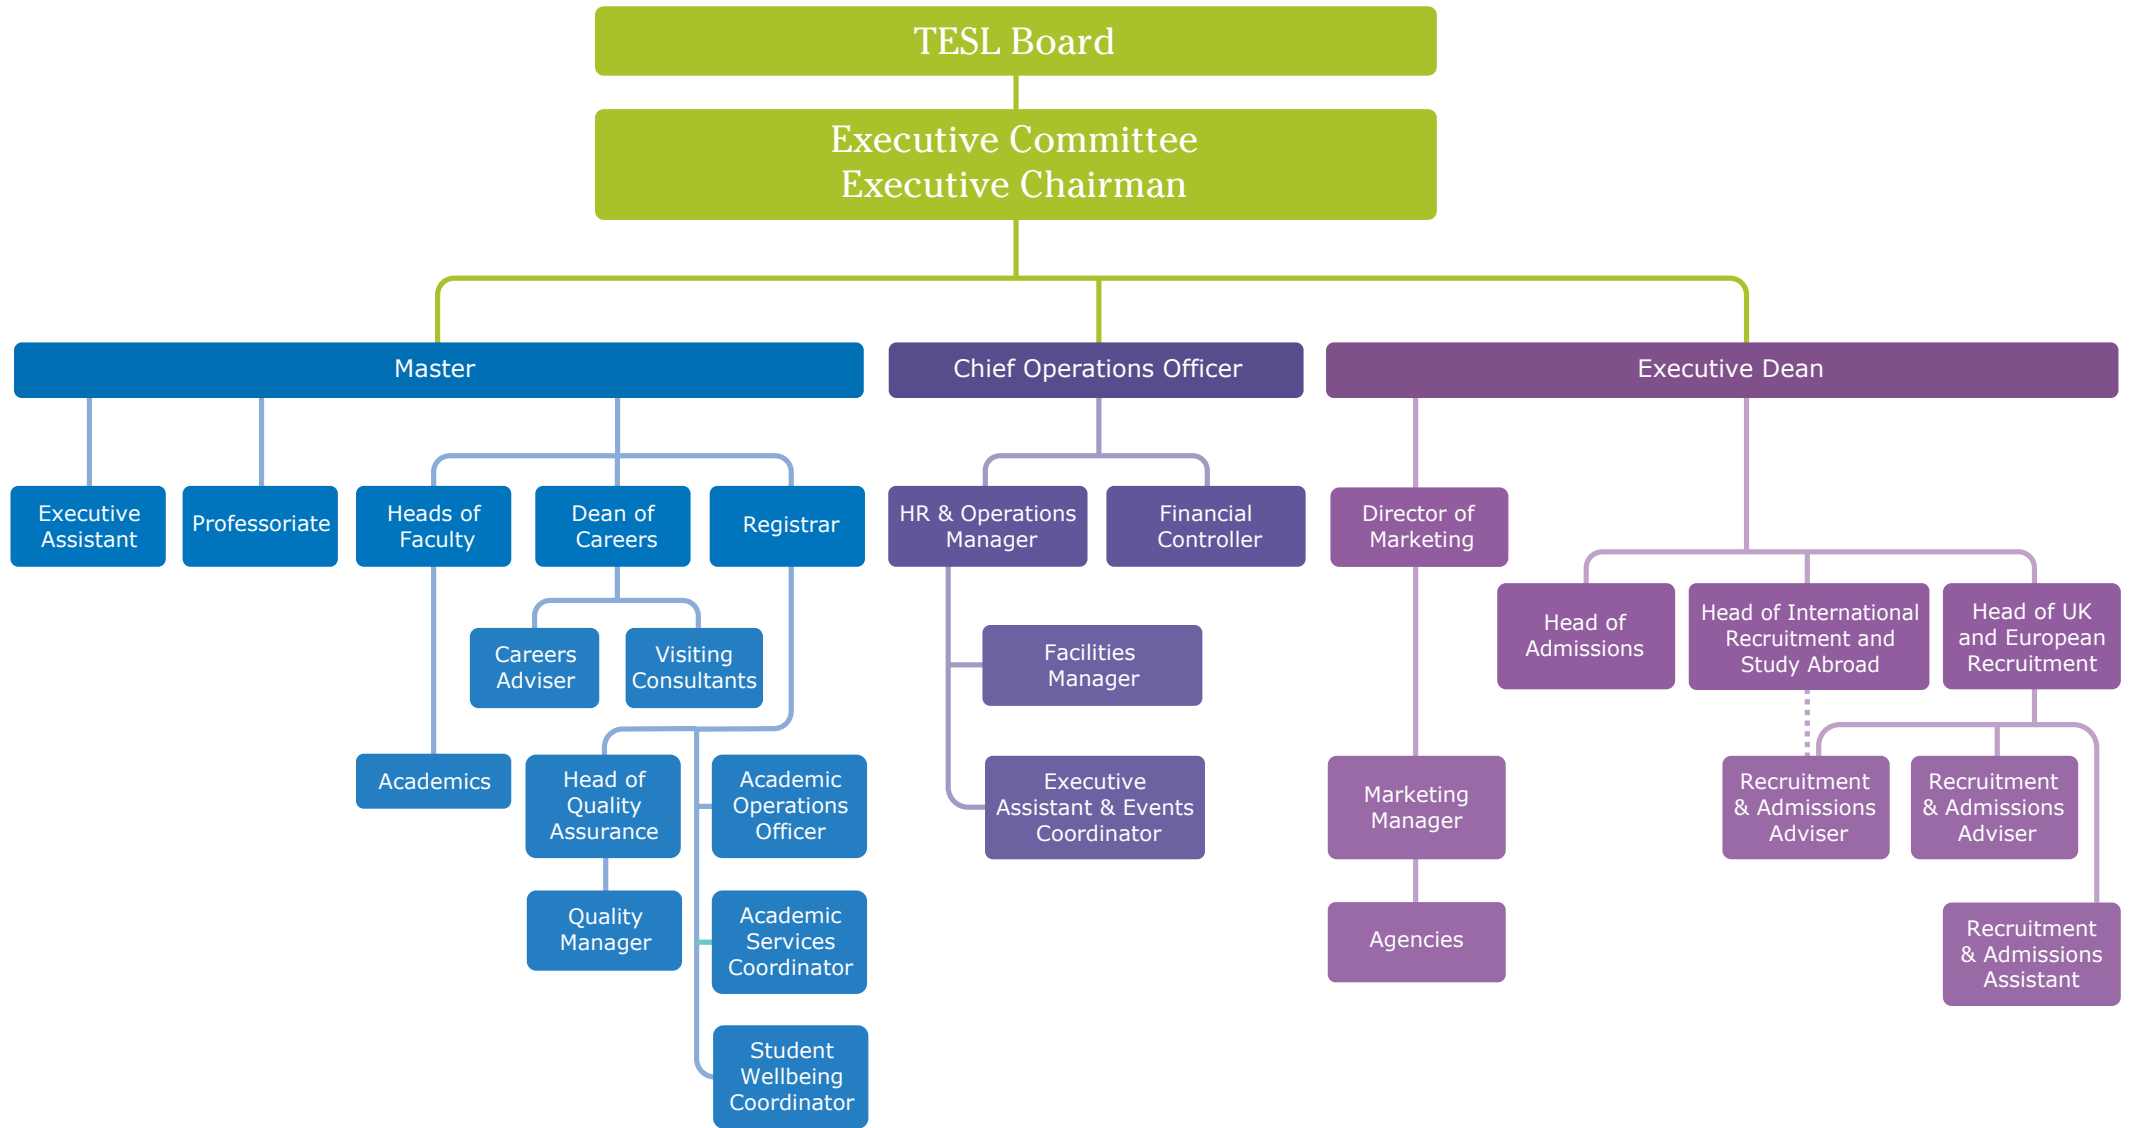 TESL Board
Executive Committee
Executive Chairman
Master
Chief Operations Officer
Executive Dean
Executive
Assistant
Professoriate
Heads of
Faculty
Dean of
Careers
Registrar
HR & Operations
Manager
Financial
Controller
Director of
Marketing
Head of
Admissions
Head of International
Recruitment and
Study Abroad
Head of UK
and European
Recruitment
Careers
Adviser
Visiting
Consultants
Facilities
Manager
Academics
Head of
Quality
Assurance
Academic
Operations
Officer
Executive
Assistant & Events
Coordinator
Marketing
Manager
Recruitment
& Admissions
Adviser
Recruitment
& Admissions
Adviser
Quality
Manager
Academic
Services
Coordinator
Agencies
Recruitment
& Admissions
Assistant
Student
Wellbeing
Coordinator